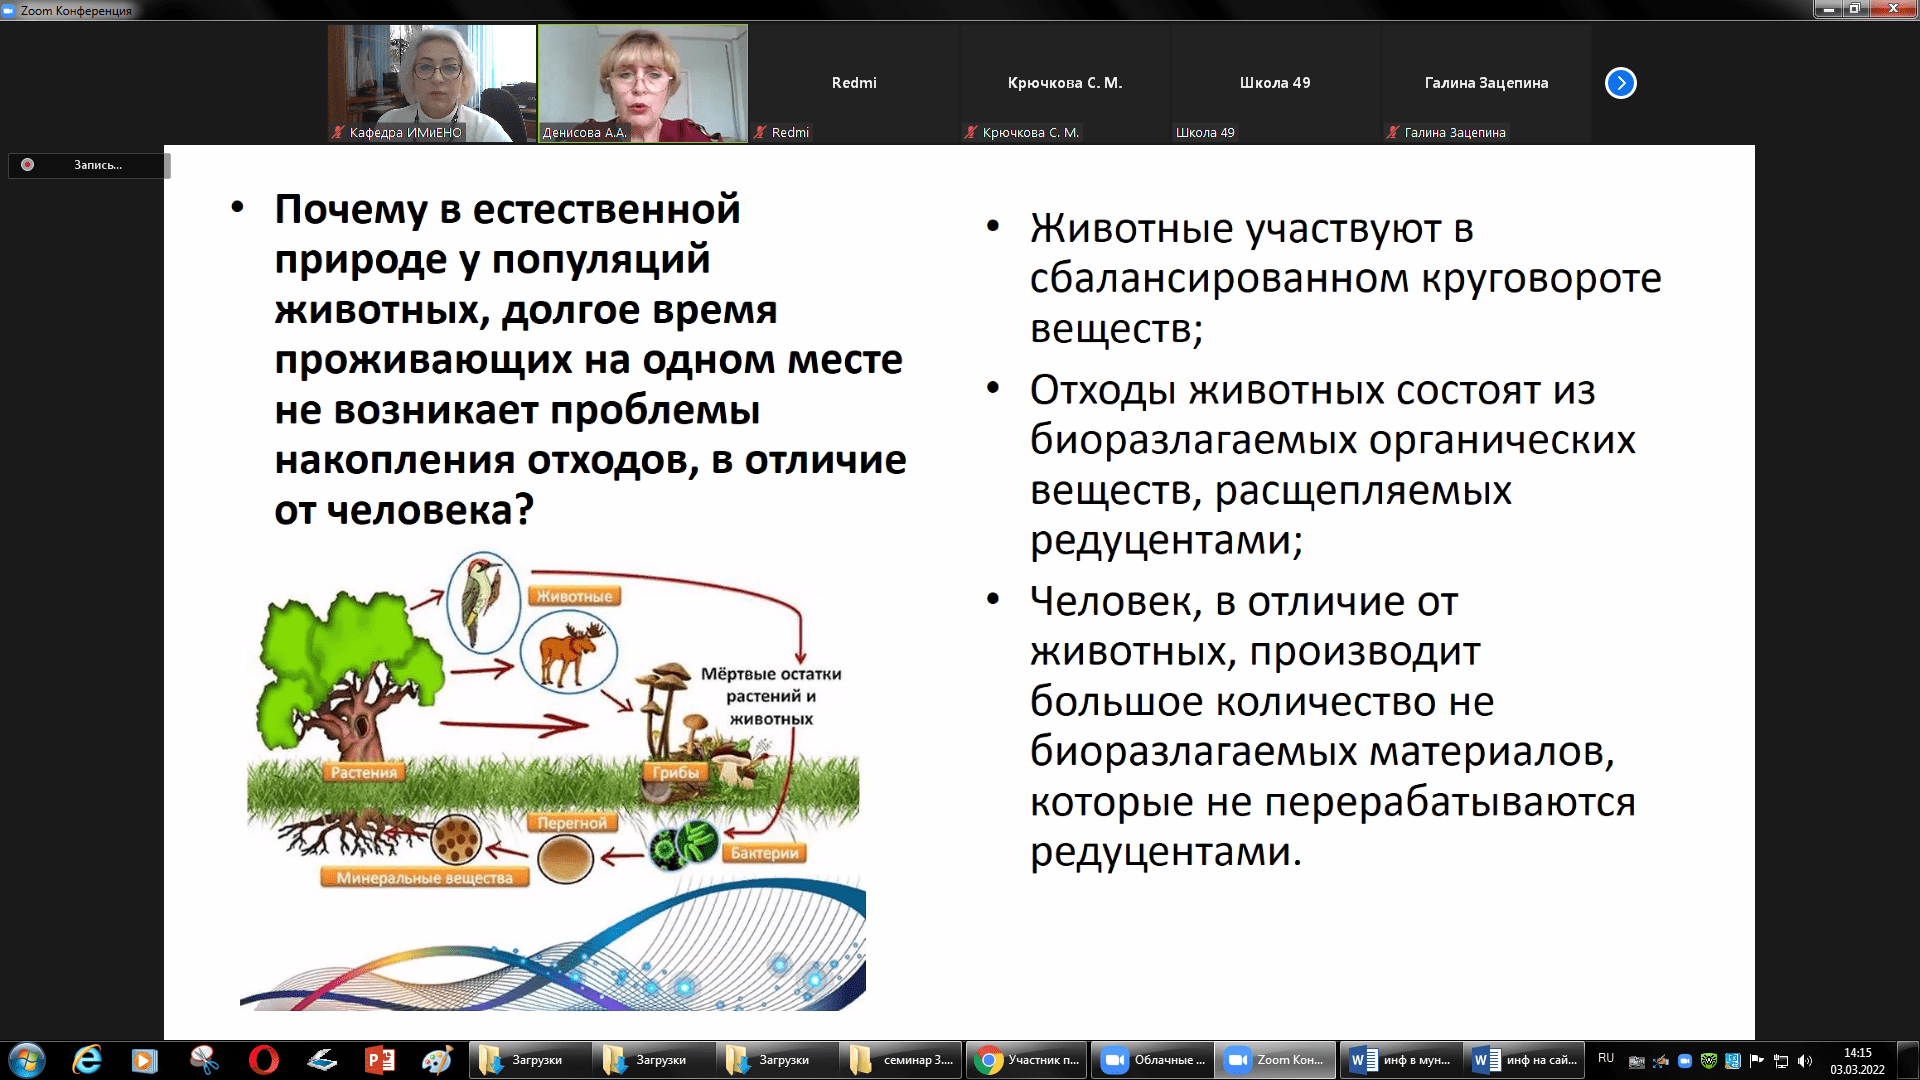 Zoom Конференция
Redmi
Крючкова С. М.
Школа 49
Галина Зацепина
Кафедра ИМиЕНО
Денисова А.А.
Redmi
Крючкова С. М.
Школа 49
Галина Зацепина
Запись...
• Почему в естественной
природе у популяций
животных, долгое время
проживающих на одном месте
не возникает проблемы
накопления отходов, в отличие
от человека?
• Животные участвуют в
сбалансированном круговороте
веществ;
• Отходы животных состоят из
биоразлагаемых органических
веществ, расщепляемых
редуцентами;
• Человек, в отличие от
животных, производит
большое количество не
биоразлагаемых материалов,
которые не перерабатываются
редуцентами.
Животные
Мёртвые остатки
растений и
животных
Растения
Грибы
Перегной
Бактерии
Минеральные вещества
Загрузки
Загрузки
Загрузки
семинар 3....
Участник п...
Облачные ...
Zoom Кон...
инф в мун...
инф на сай...
RU
14:15
03.03.2022